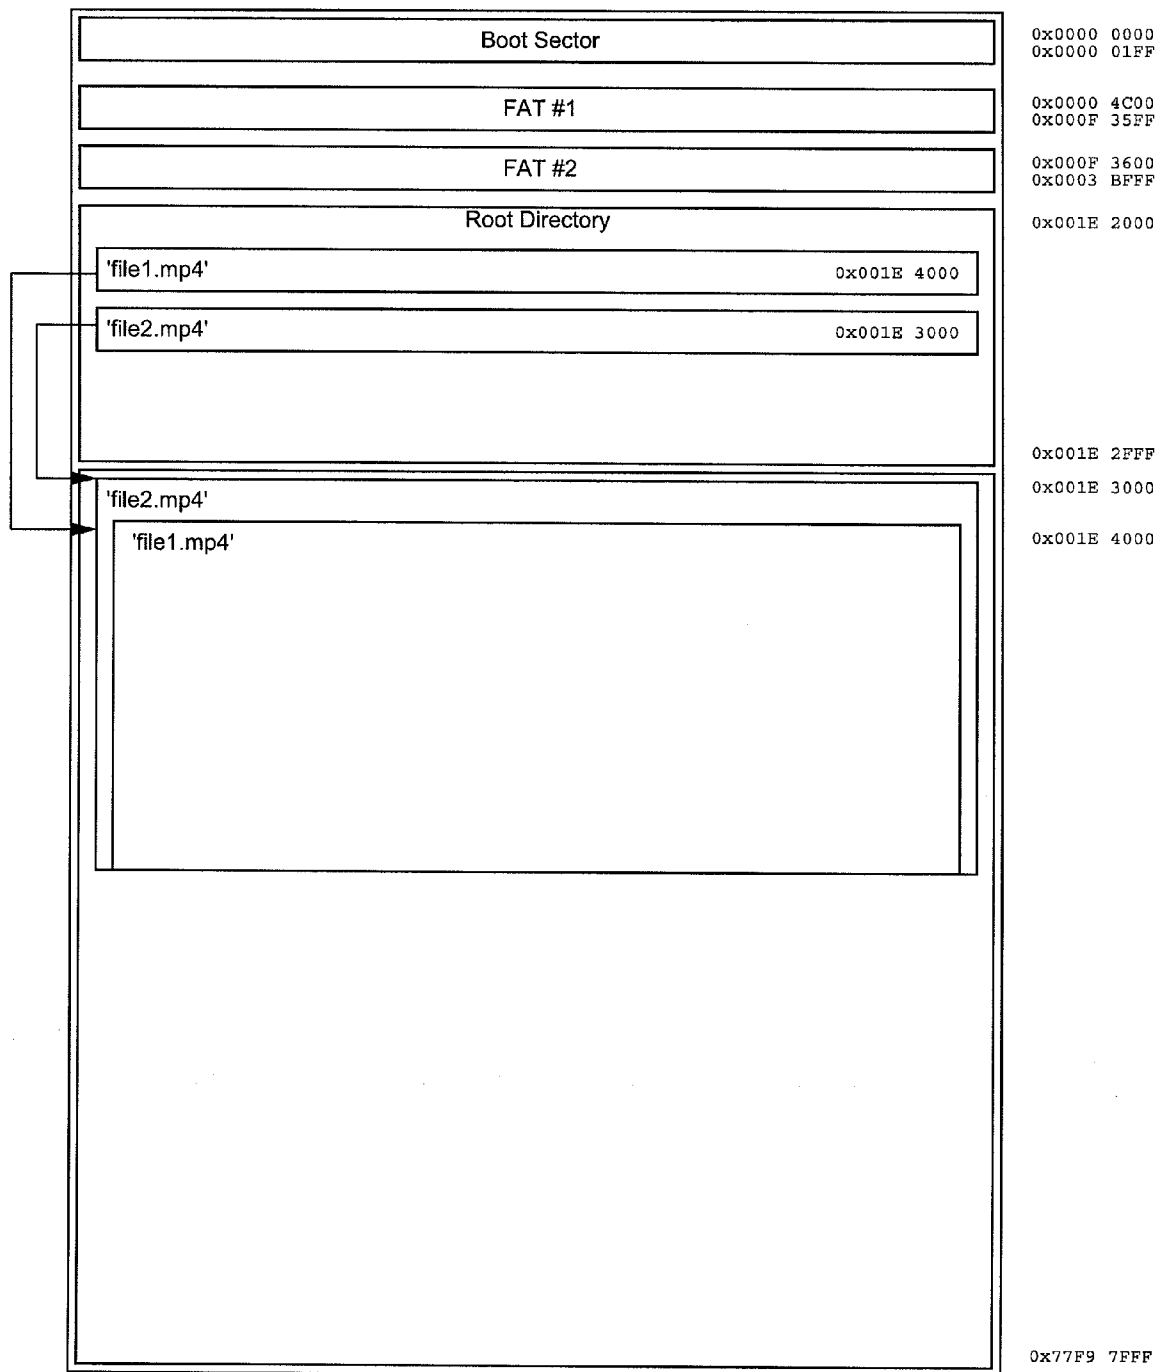 Boot Sector
0x0000 0000
0x0000 01FF
FAT #1
0x0000 4C00
0x000F 35FF
FAT #2
0x000F 3600
0x0003 BFFF
Root Directory
0x001E 2000
'file1.mp4' 0x001E 4000
'file2.mp4' 0x001E 3000
0x001E 2FFF
'file2.mp4'
0x001E 3000
'file1.mp4'
0x001E 4000
0x77F9 7FFF